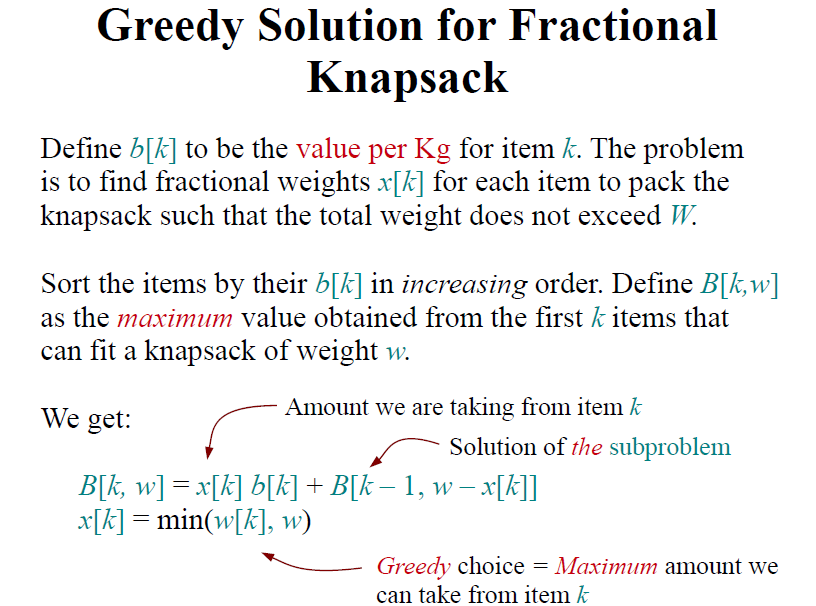 Greedy Solution for Fractional
Knapsack
Define b[k] to be the value per Kg for item k. The problem
is to find fractional weights x[k] for each item to pack the
knapsack such that the total weight does not exceed W.
Sort the items by their b[k] in increasing order. Define B[k,w]
as the maximum value obtained from the first k items that
can fit a knapsack of weight w.
We get:
Amount we are taking from item k
Solution of the subproblem
B[k, w] = x[k] b[k] + B[k – 1, w – x[k]]
x[k] = min(w[k], w)
Greedy choice = Maximum amount we
can take from item k